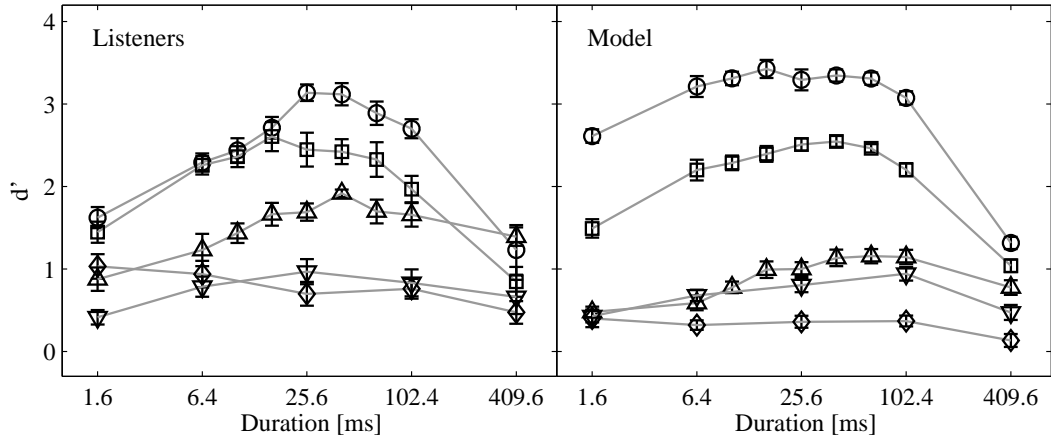 Listeners
Model
d'
4
3
2
1
0
1.6 6.4 25.6 102.4 409.6
1.6 6.4 25.6 102.4 409.6
Duration [ms]
Duration [ms]